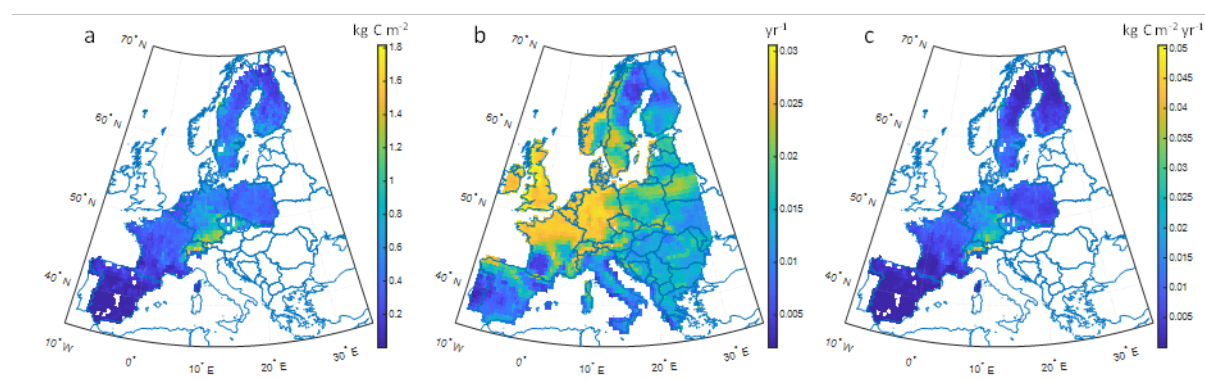 a
kg C m⁻²
70° N
60° N
50° N
40° N
10° W
0°
10° E
20° E
30° E
1.8
1.6
1.4
1.2
1
0.8
0.6
0.4
0.2
b
yr⁻¹
70° N
60° N
50° N
40° N
10° W
0°
10° E
20° E
30° E
0.03
0.025
0.02
0.015
0.01
0.005
c
kg C m⁻² yr⁻¹
70° N
60° N
50° N
40° N
10° W
0°
10° E
20° E
30° E
0.05
0.045
0.04
0.035
0.03
0.025
0.02
0.015
0.01
0.005